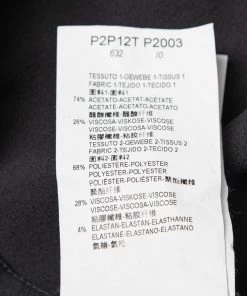 P2P12T P2003
632 10
TESSUTO 1-GEWEBE 1-TISSUS 1
FABRIC 1-TEJIDO 1-TECIDO 1
面料1-面料1
74% ACETATO-ACETAT-ACÉTATE
ACETATE-ACETATO-ACETATO
醋酸纖維-醋酸纤维
26% VISCOSA-VISKOSE-VISCOSE
VISCOSE-VISCOSA-VISCOSE
粘膠纖維-粘胶纤维
TESSUTO 2-GEWEBE 2-TISSUS 2
FABRIC 2-TEJIDO 2-TECIDO 2
面料2-面料2
68% POLIESTERE-POLYESTER
POLYESTER-POLYESTER
POLIÉSTER-POLIÉSTER
聚酯纖維-聚酯纤维
28% VISCOSA-VISKOSE-VISCOSE
VISCOSE-VISCOSA-VISCOSE
粘膠纖維-粘胶纤维
4% ELASTAN-ELASTAN-ELASTHANNE
ELASTANE-ELASTANO-ELASTANO
氨綸-氨纶